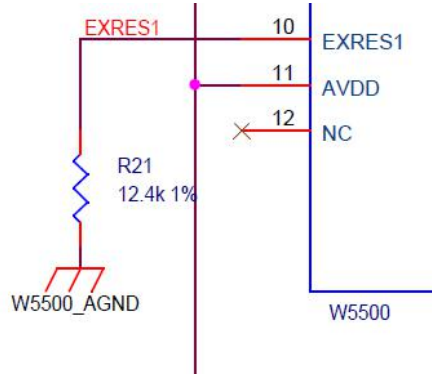 EXRES1
10
EXRES1
11
AVDD
12
NC
R21
12.4k 1%
W5500_AGND
W5500